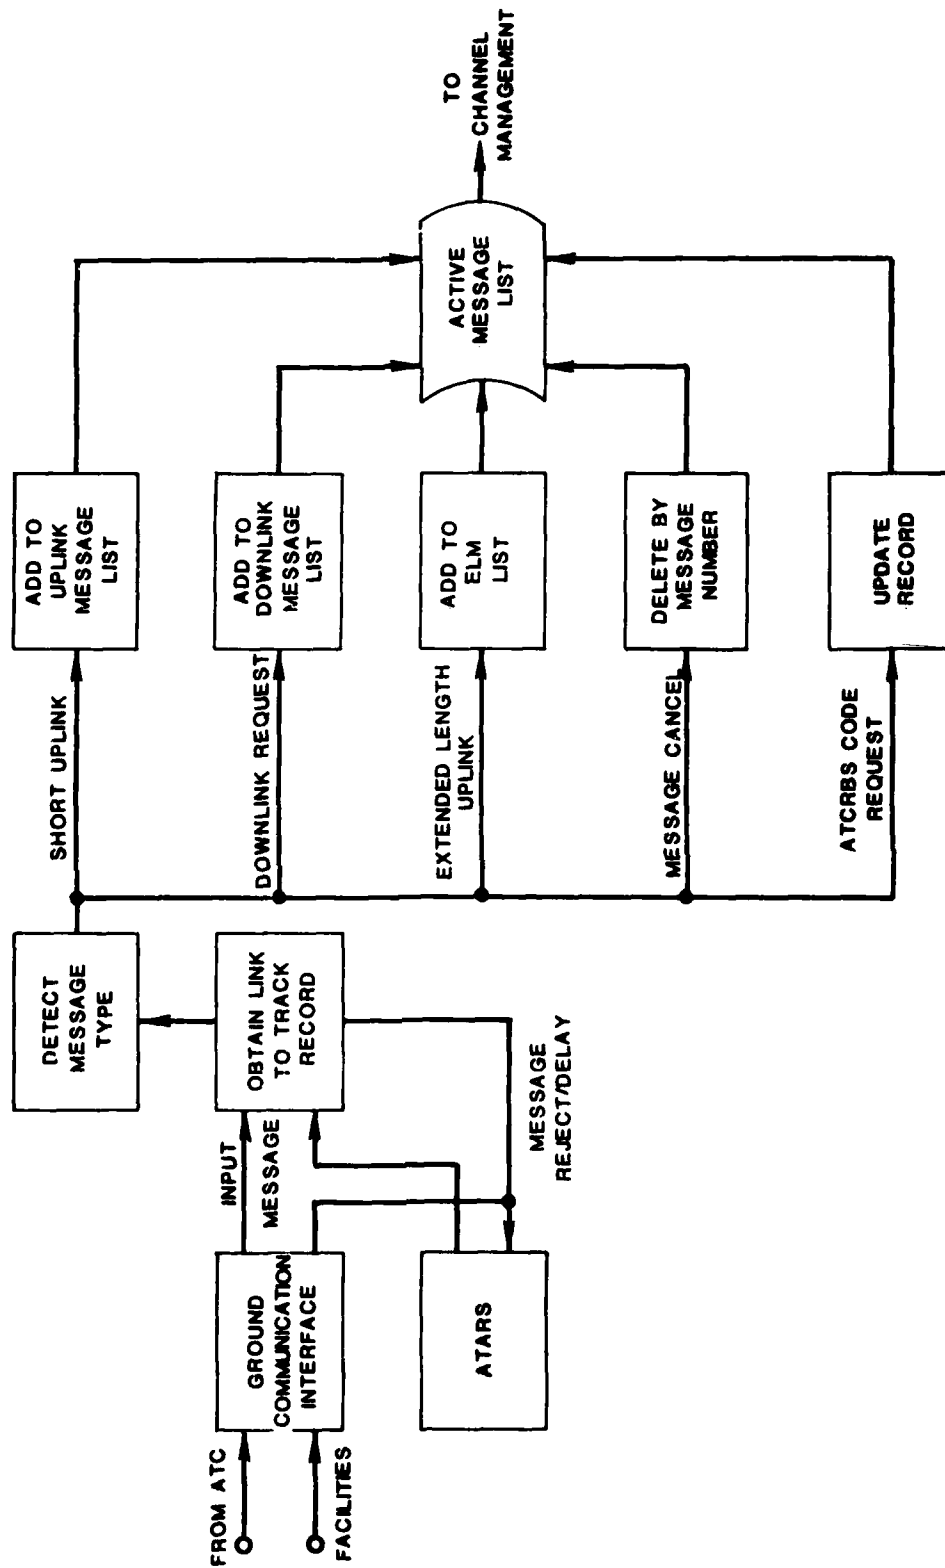 FROM ATC
FACILITIES
GROUND
COMMUNICATION
INTERFACE
ATARS
INPUT
MESSAGE
MESSAGE
REJECT/DELAY
OBTAIN LINK
TO TRACK
RECORD
DETECT
MESSAGE
TYPE
SHORT UPLINK
DOWNLINK REQUEST
EXTENDED LENGTH
UPLINK
MESSAGE CANCEL
ATCRBS CODE
REQUEST
ADD TO
UPLINK
MESSAGE
LIST
ADD TO
DOWNLINK
MESSAGE
LIST
ADD TO
ELM
LIST
DELETE BY
MESSAGE
NUMBER
UPDATE
RECORD
ACTIVE
MESSAGE
LIST
TO
CHANNEL
MANAGEMENT